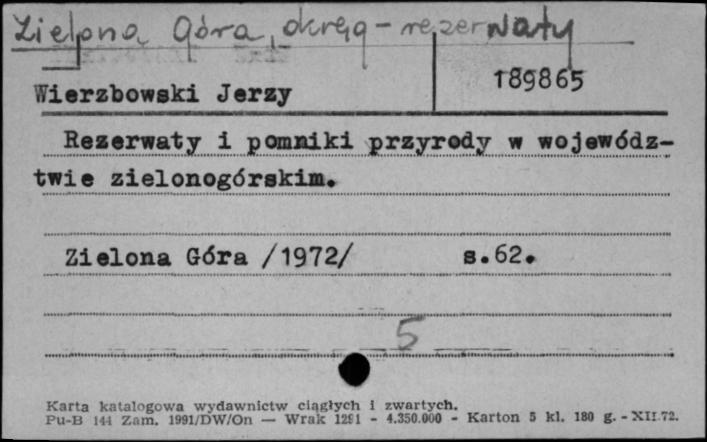 Zielona Góra, okręg - rezerwaty
189865
Wierzbowski Jerzy
Rezerwaty i pomniki przyrody w wojewódz-
twie zielonogórskim.
Zielona Góra /1972/ s.62.
5
Karta katalogowa wydawnictw ciągłych i zwartych.
Pu-B 144 Zam. 1991/DW/On — Wrak 1291 - 4.350.000 - Karton 5 kl. 180 g. - XII.72.